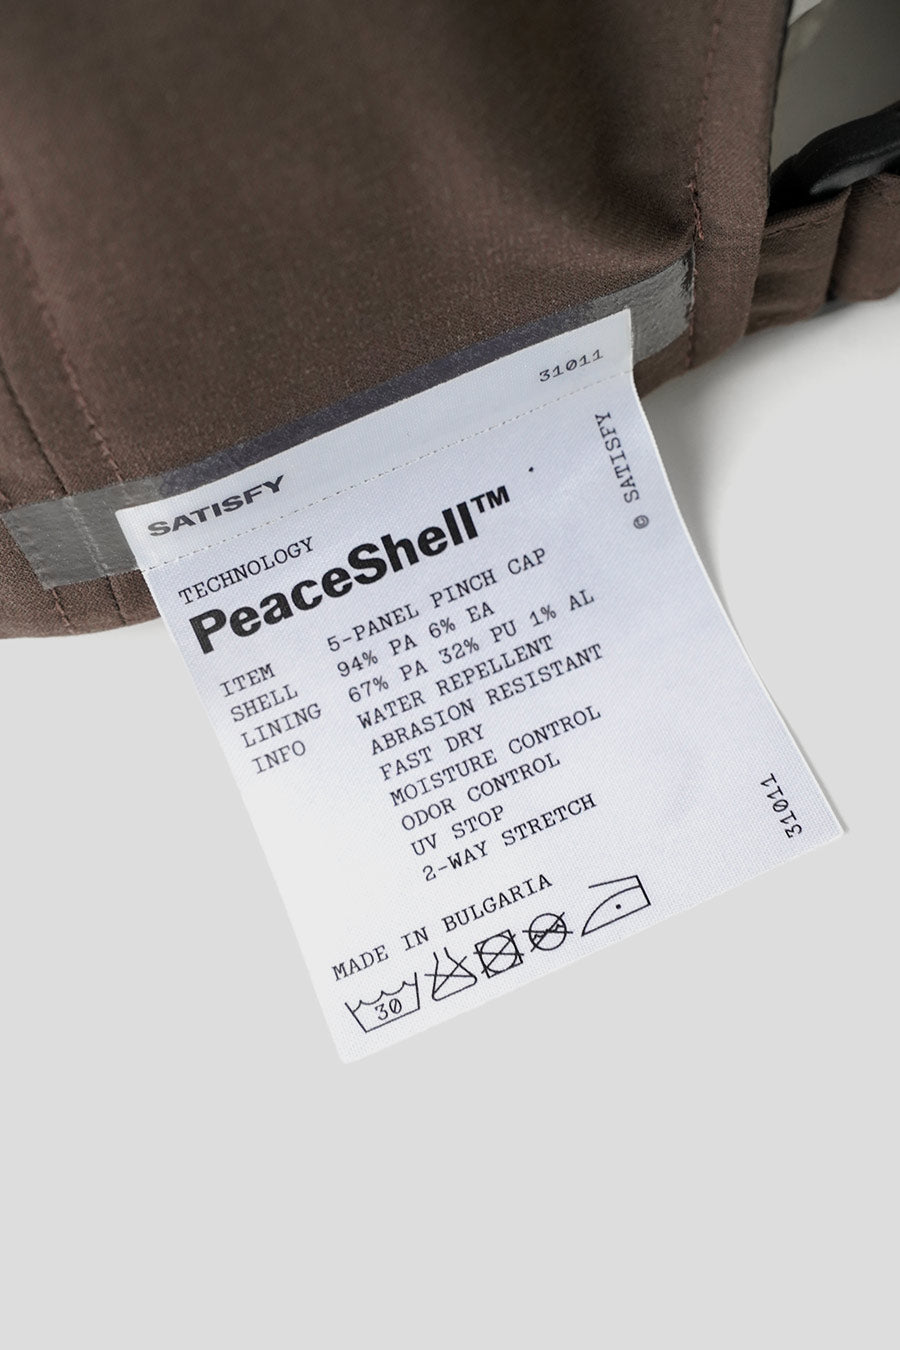 SATISFY 31011
© SATISFY
TECHNOLOGY
PeaceShell™
ITEM 5-PANEL PINCH CAP
SHELL 94% PA 6% EA
LINING 67% PA 32% PU 1% AL
INFO WATER REPELLENT
ABRASION RESISTANT
FAST DRY
MOISTURE CONTROL
ODOR CONTROL
UV STOP
2-WAY STRETCH
31011
MADE IN BULGARIA
30